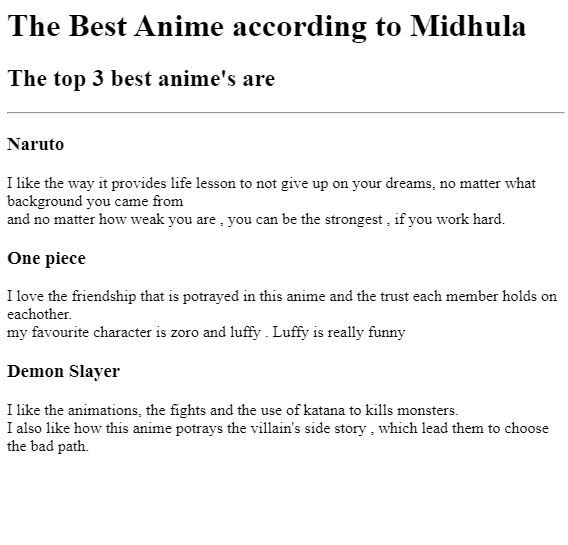 The Best Anime according to Midhula
The top 3 best anime's are
Naruto
I like the way it provides life lesson to not give up on your dreams, no matter what
background you came from
and no matter how weak you are , you can be the strongest , if you work hard.
One piece
I love the friendship that is potrayed in this anime and the trust each member holds on
eachother.
my favourite character is zoro and luffy . Luffy is really funny
Demon Slayer
I like the animations, the fights and the use of katana to kills monsters.
I also like how this anime potrays the villain's side story , which lead them to choose
the bad path.